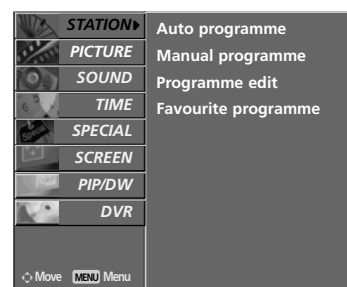 STATION
PICTURE
SOUND
TIME
SPECIAL
SCREEN
PIP/DW
DVR
Move MENU Menu
Auto programme
Manual programme
Programme edit
Favourite programme